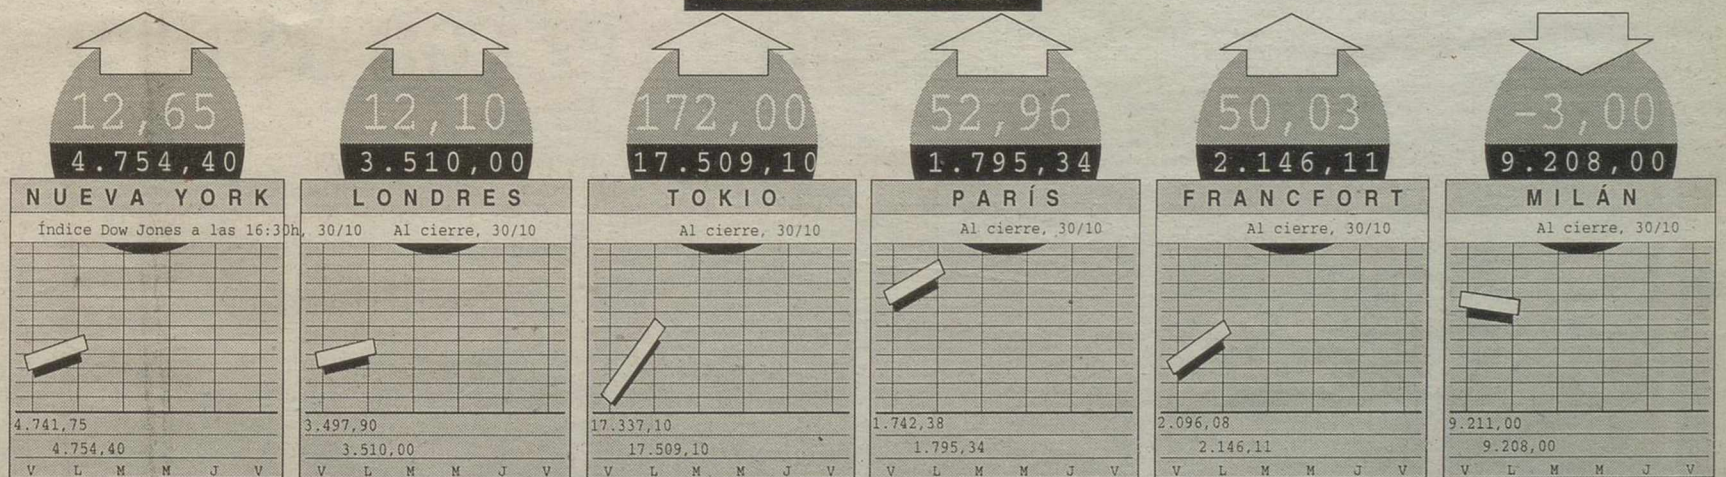 12,65
4.754,40
NUEVA YORK
Índice Dow Jones a las 16:30h, 30/10
4.741,75
4.754,40
V L M M J V
12,10
3.510,00
LONDRES
Al cierre, 30/10
3.497,90
3.510,00
V L M M J V
172,00
17.509,10
TOKIO
Al cierre, 30/10
17.337,10
17.509,10
V L M M J V
52,96
1.795,34
PARÍS
Al cierre, 30/10
1.742,38
1.795,34
V L M M J V
50,03
2.146,11
FRANCFORT
Al cierre, 30/10
2.096,08
2.146,11
V L M M J V
-3,00
9.208,00
MILÁN
Al cierre, 30/10
9.211,00
9.208,00
V L M M J V